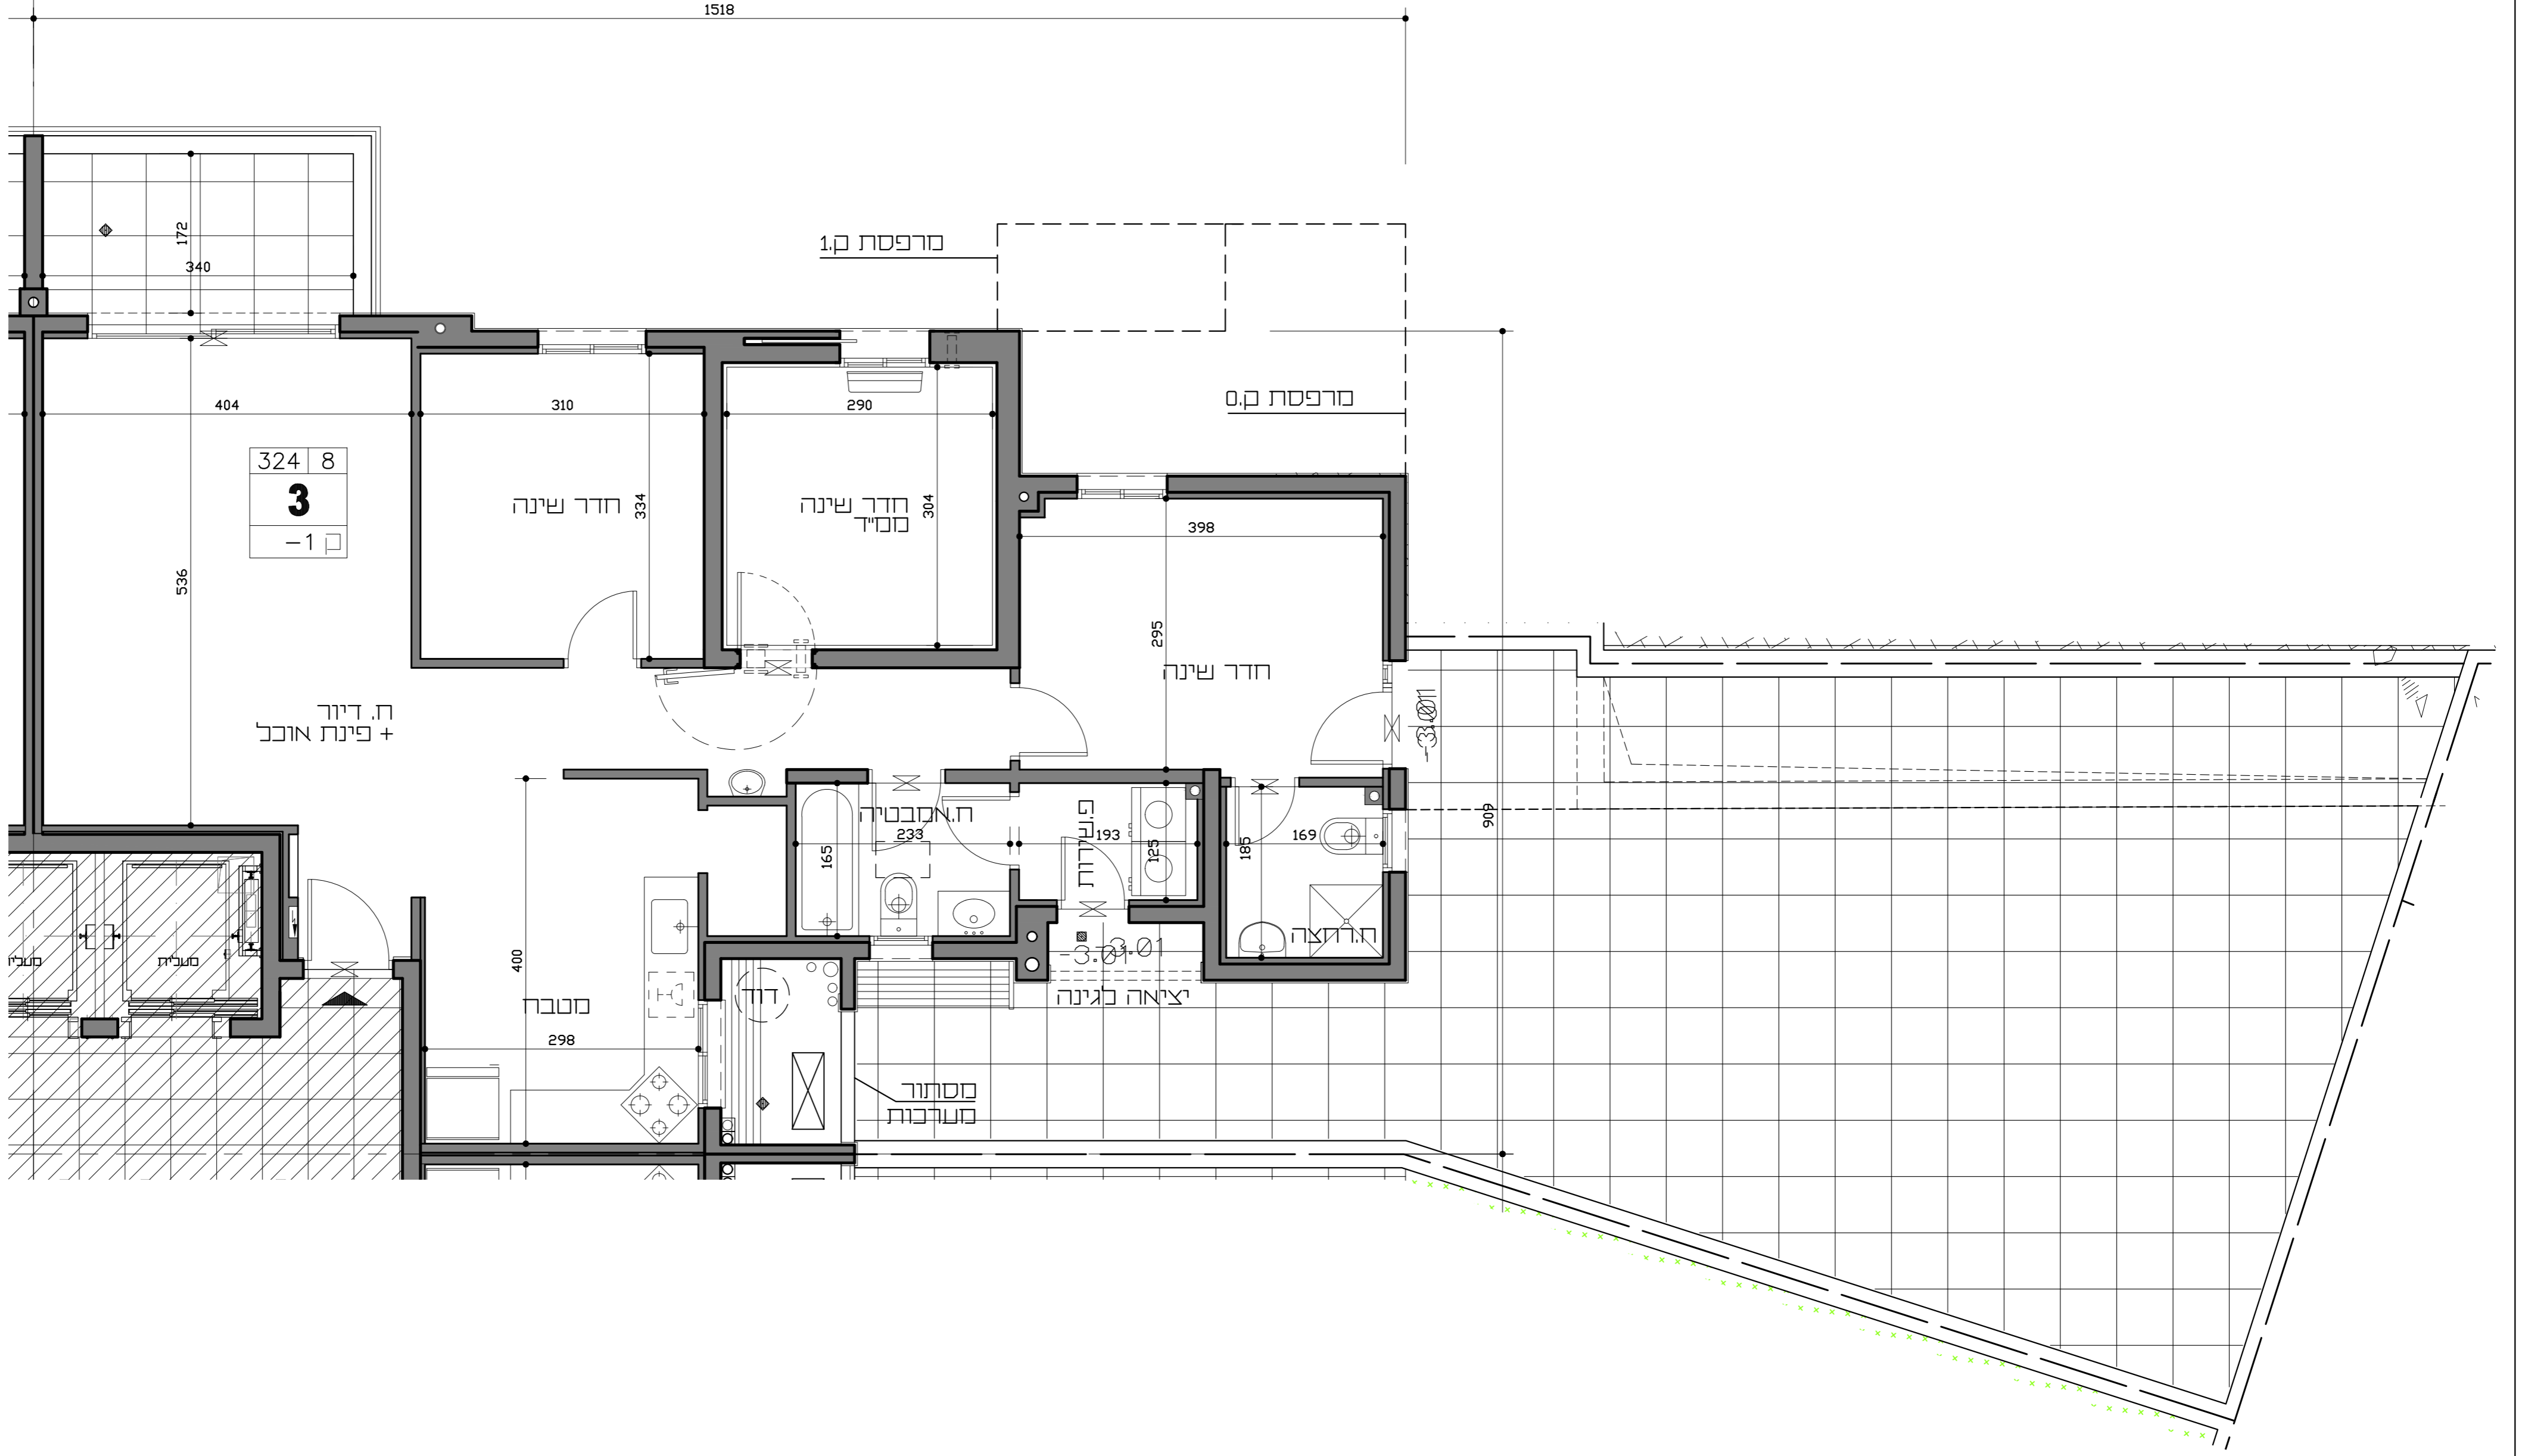 1518
172
340
מרפסת ק.1
מרפסת ק.0
404
310
290
324 8
3
ק 1-
536
חדר שינה
334
חדר שינה
ממ״ד
304
398
295
חדר שינה
ח. דיור
+ פינת אוכל
909
ח.אמבטיה
233
165
פ.שירות
193
125
185
169
ח.רחצה
יציאה לגינה
מעלית
400
מטבח
298
דוד
מסתור
מערכות